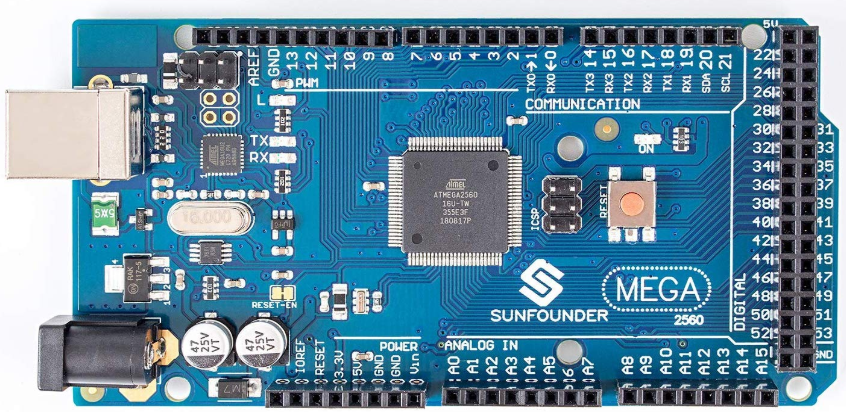 5V
AREF
GND
13
12
11
10
9
8
7
6
5
4
3
2
TX0→1
RX0←0
TX3 14
RX3 15
TX2 16
RX2 17
TX1 18
RX1 19
SDA 20
SCL 21
PWM
COMMUNICATION
L
TX
RX
ON
22
24
26
28
30 31
32 33
34 35
36 37
38 39
40 41
42 43
44 45
46 47
48 49
50 51
52 53
GND
DIGITAL
ATMEL
ATMEGA2560
16U-TW
355E3F
180817P
ICSP
RESET
16.000
5X5
117-5
RESET-EN
SUNFOUNDER
MEGA
2560
47
25V
VT
47
25V
VT
M7
POWER
IOREF
RESET
3.3V
5V
GND
GND
Vin
ANALOG IN
A0
A1
A2
A3
A4
A5
A7
A8
A9
A10
A11
A12
A13
A14
A15